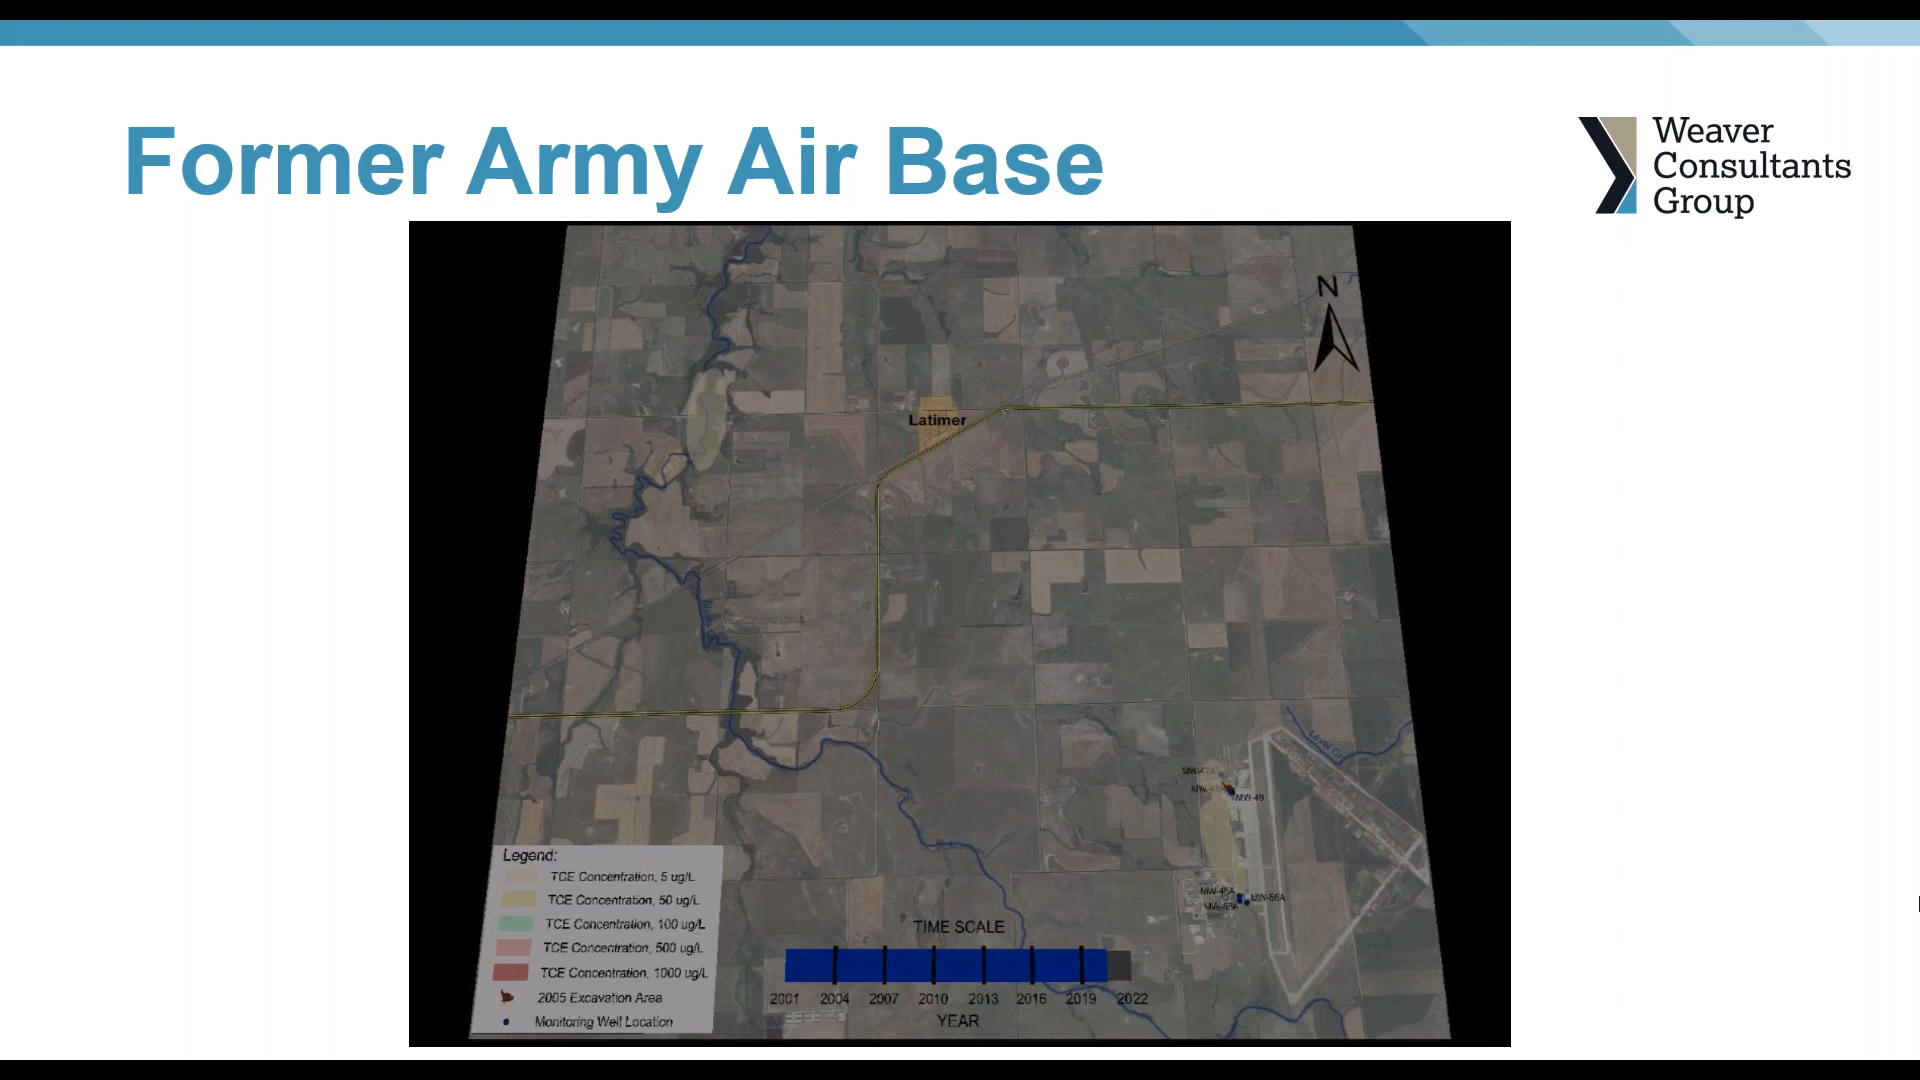 Former Army Air Base
Weaver
Consultants
Group
N
Latimer
MW-49
MW-56A
Legend:
TCE Concentration, 5 ug/L
TCE Concentration, 50 ug/L
TCE Concentration, 100 ug/L
TCE Concentration, 500 ug/L
TCE Concentration, 1000 ug/L
2005 Excavation Area
Monitoring Well Location
TIME SCALE
2001 2004 2007 2010 2013 2016 2019 2022
YEAR